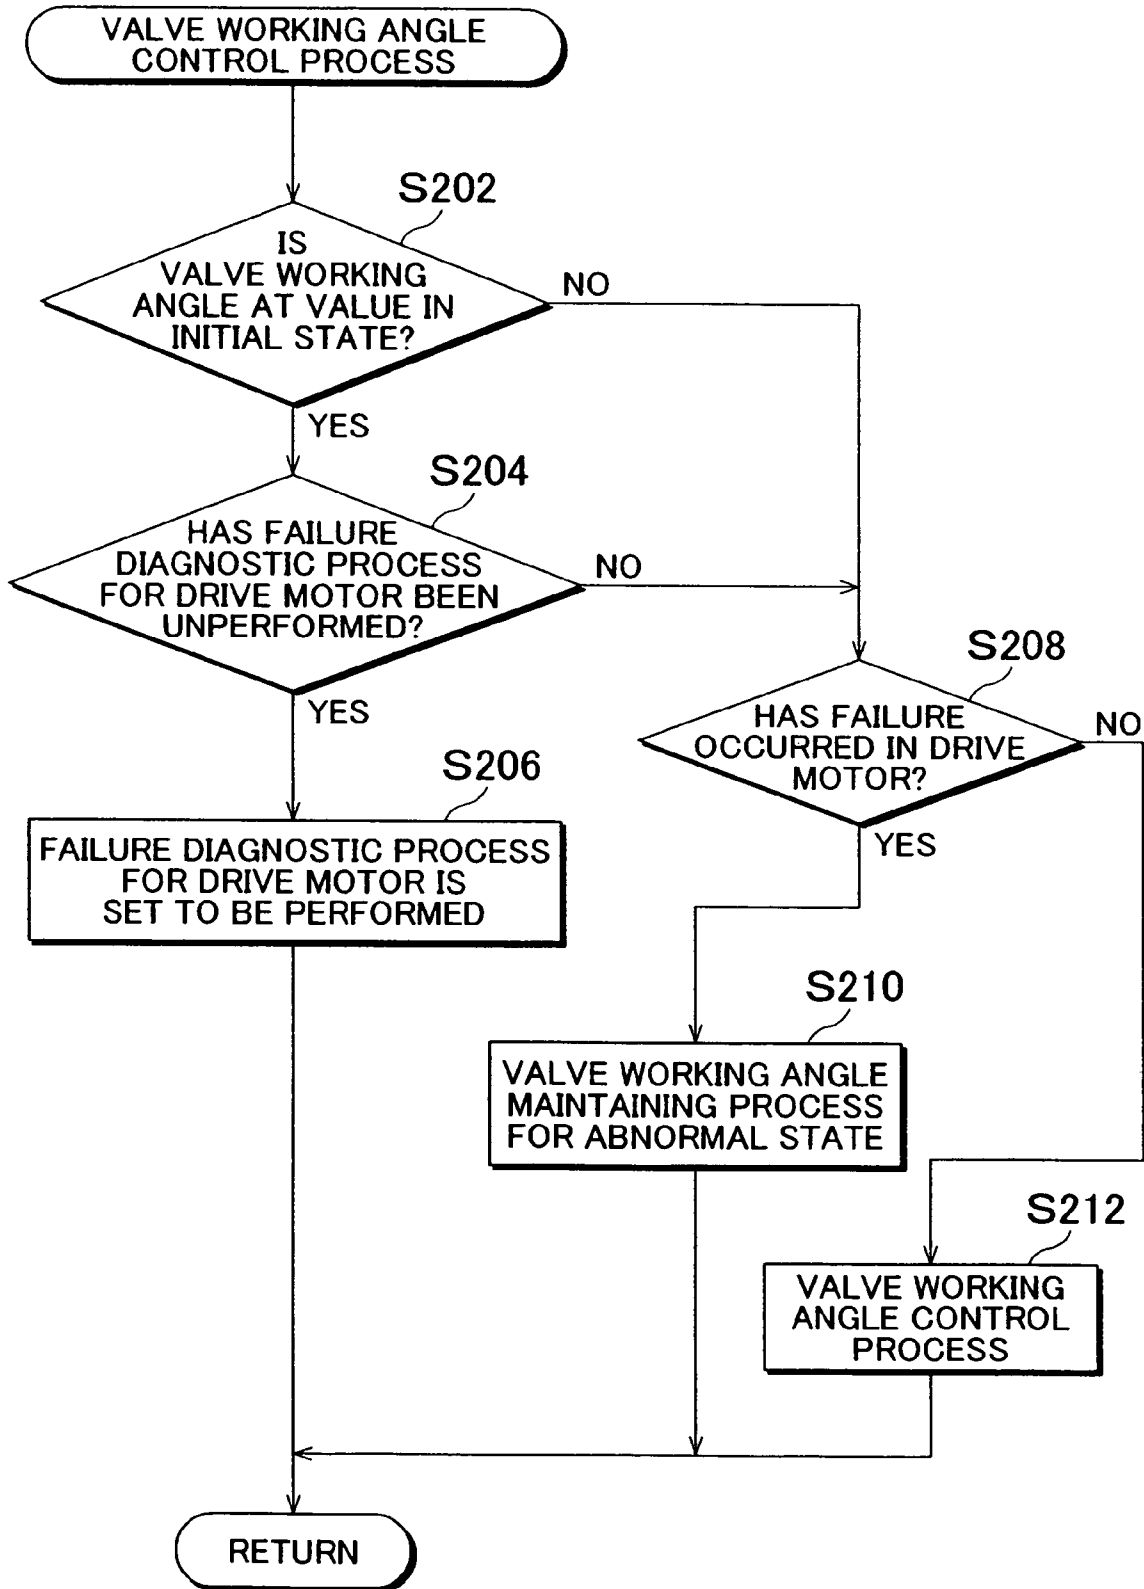 VALVE WORKING ANGLE
CONTROL PROCESS
S202
IS
VALVE WORKING
ANGLE AT VALUE IN
INITIAL STATE?
NO
YES
S204
HAS FAILURE
DIAGNOSTIC PROCESS
FOR DRIVE MOTOR BEEN
UNPERFORMED?
NO
YES
S208
HAS FAILURE
OCCURRED IN DRIVE
MOTOR?
NO
YES
S206
FAILURE DIAGNOSTIC PROCESS
FOR DRIVE MOTOR IS
SET TO BE PERFORMED
S210
VALVE WORKING ANGLE
MAINTAINING PROCESS
FOR ABNORMAL STATE
S212
VALVE WORKING
ANGLE CONTROL
PROCESS
RETURN